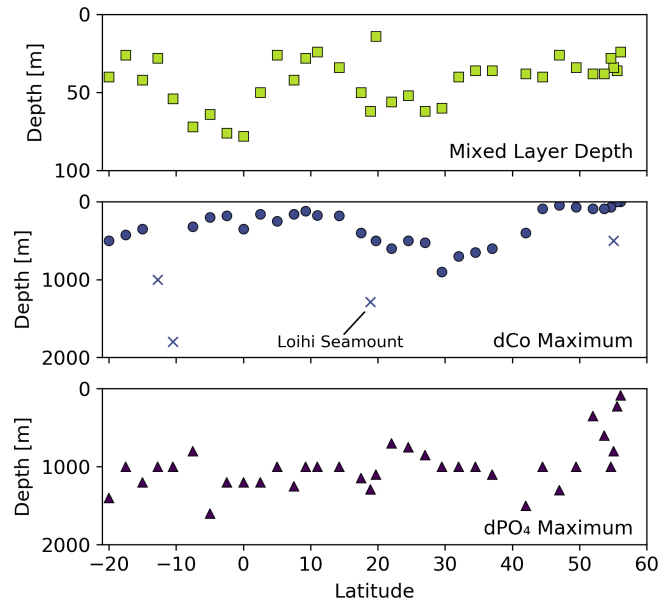 0
50
100
Depth [m]
Mixed Layer Depth
0
1000
2000
Depth [m]
Loihi Seamount
dCo Maximum
0
1000
2000
Depth [m]
dPO₄ Maximum
−20 −10 0 10 20 30 40 50 60
Latitude